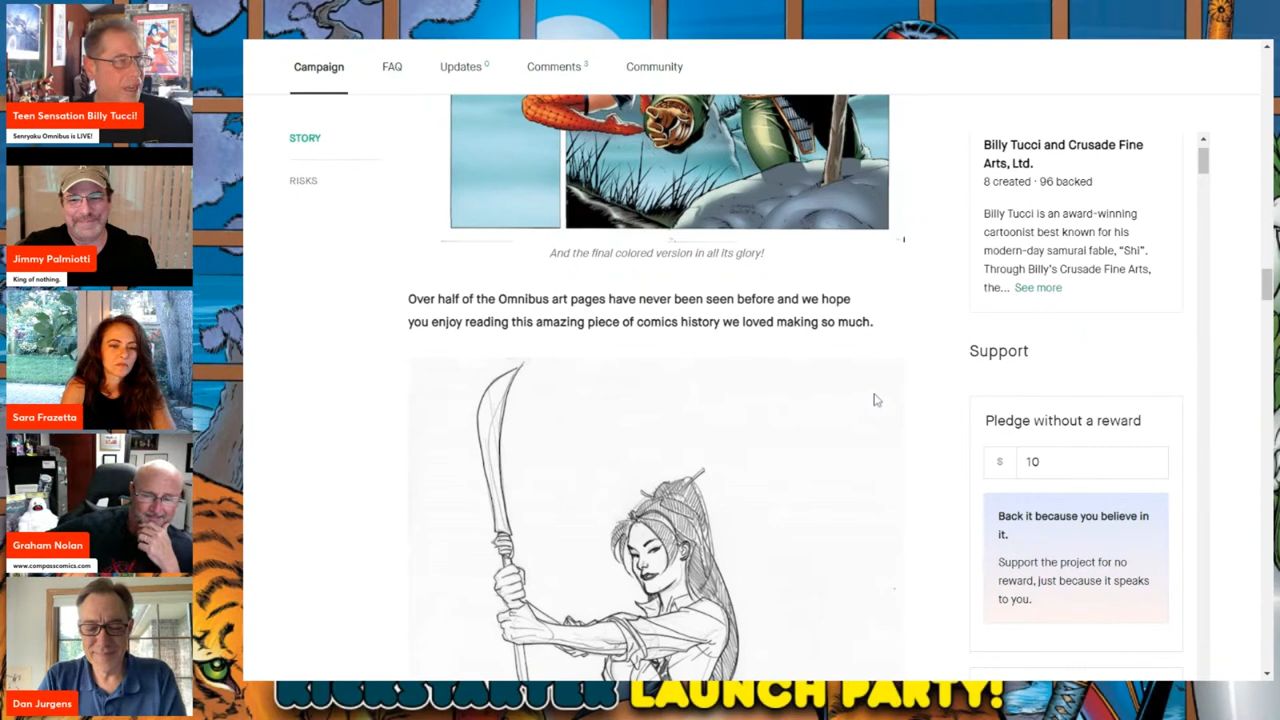 Teen Sensation Billy Tucci!
Senryaku Omnibus is LIVE!
Jimmy Palmiotti
King of nothing.
Sara Frazetta
Graham Nolan
www.compasscomics.com
Dan Jurgens
Campaign FAQ Updates 0 Comments 3 Community
STORY
RISKS
And the final colored version in all its glory!
Over half of the Omnibus art pages have never been seen before and we hope
you enjoy reading this amazing piece of comics history we loved making so much.
Billy Tucci and Crusade Fine
Arts, Ltd.
8 created · 96 backed
Billy Tucci is an award-winning
cartoonist best known for his
modern-day samurai fable, “Shi”.
Through Billy’s Crusade Fine Arts,
the... See more
Support
Pledge without a reward
$ 10
Back it because you believe in
it.
Support the project for no
reward, just because it speaks
to you.
KICKSTARTER LAUNCH PARTY!